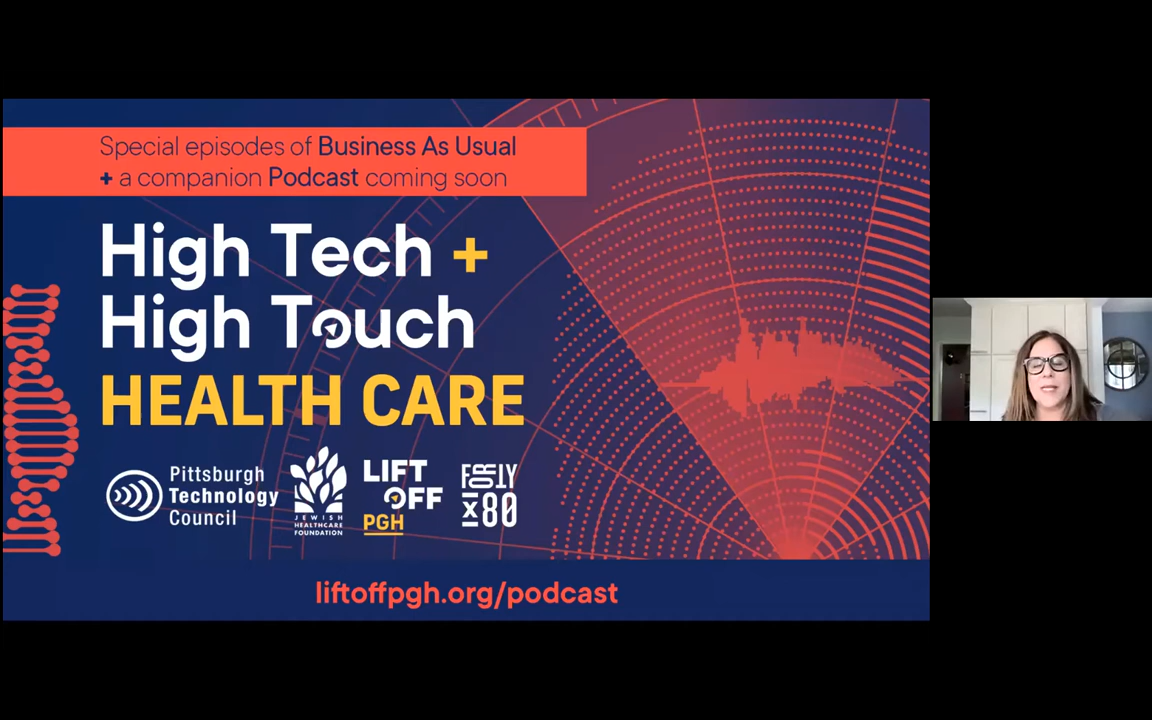 Special episodes of Business As Usual
+ a companion Podcast coming soon
High Tech +
High Touch
HEALTH CARE
Pittsburgh
Technology
Council
JEWISH
HEALTHCARE
FOUNDATION
LIFT
OFF
PGH
FORTY
X80
liftoffpgh.org/podcast